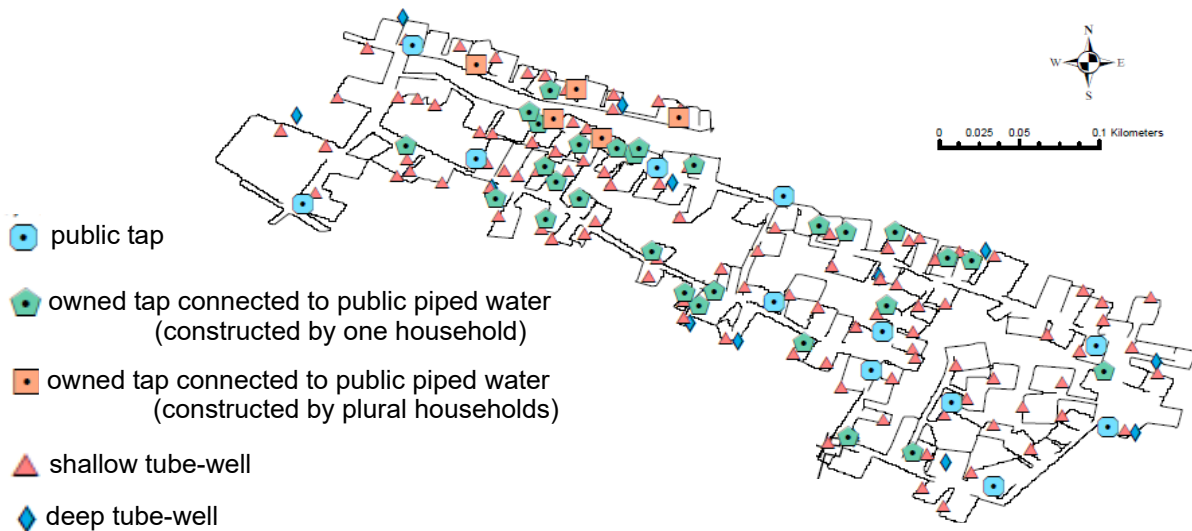 N
W E
S
0 0.025 0.05 0.1 Kilometers
public tap
owned tap connected to public piped water
(constructed by one household)
owned tap connected to public piped water
(constructed by plural households)
shallow tube-well
deep tube-well